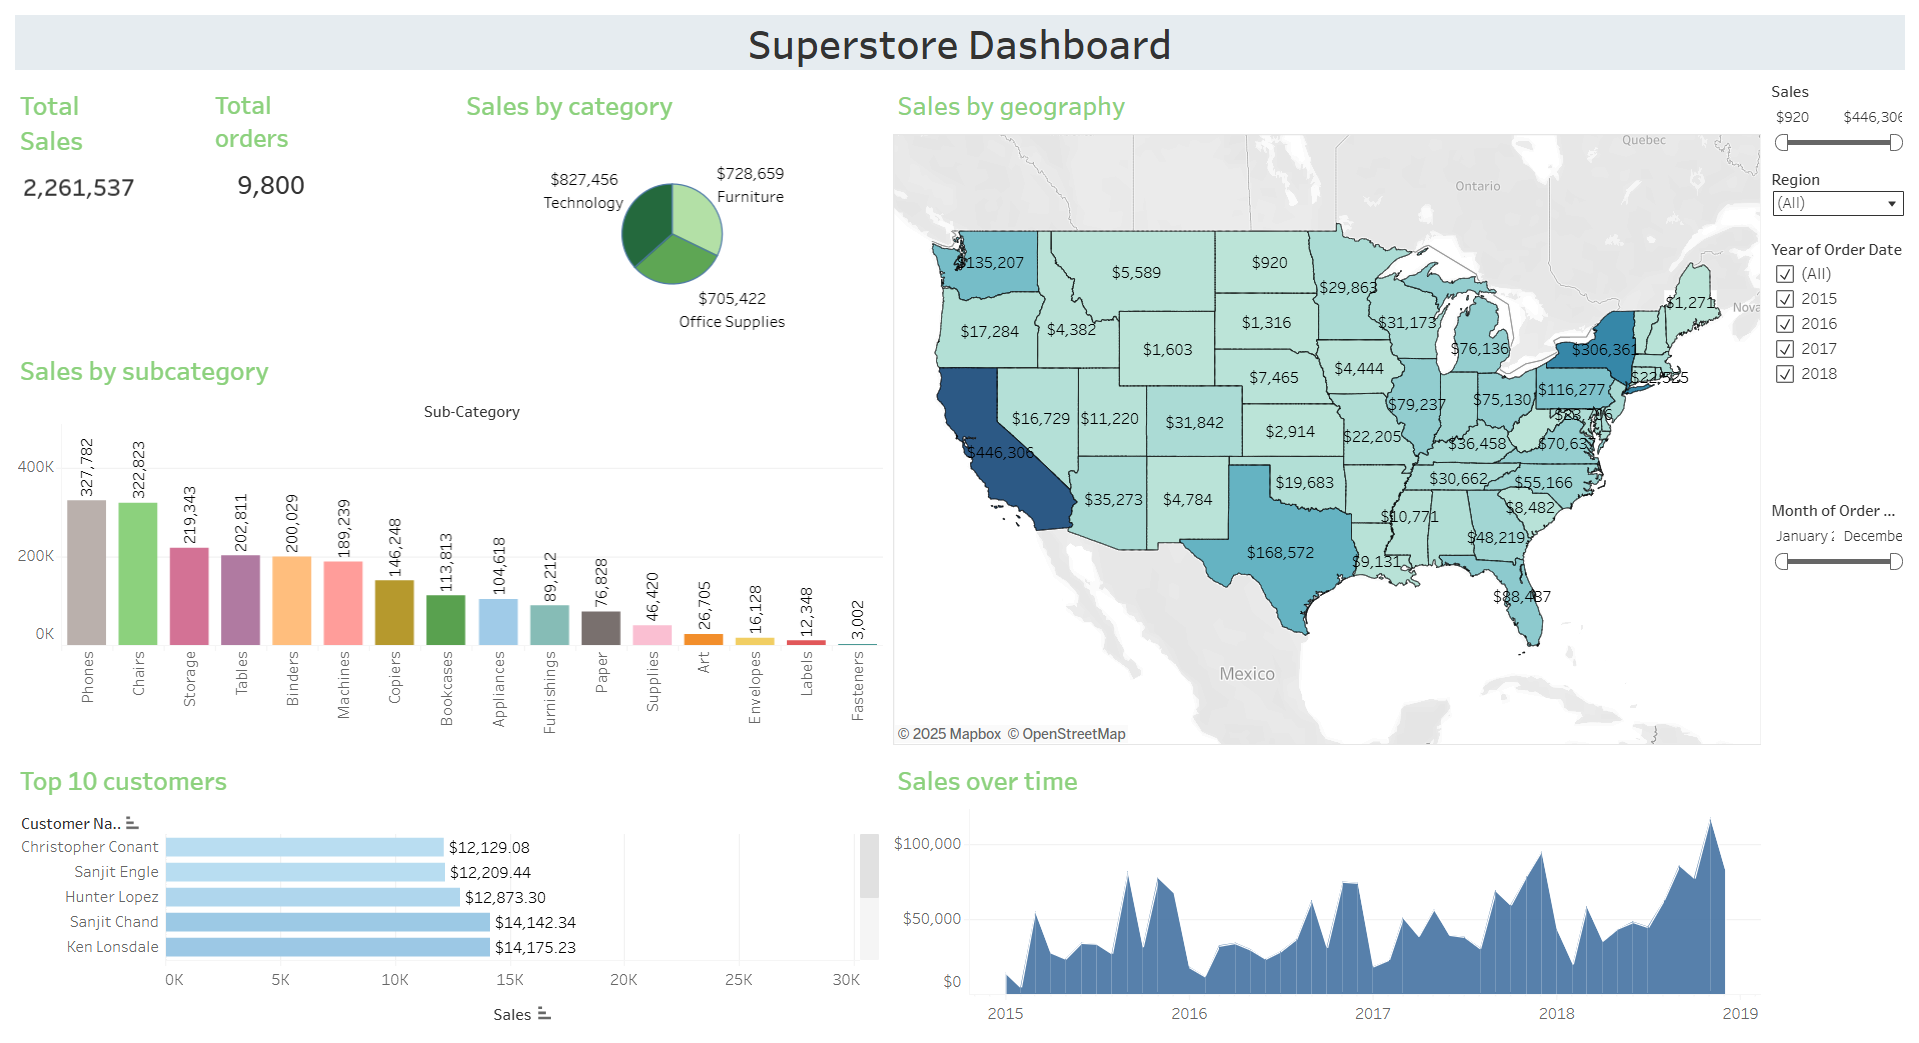 Superstore Dashboard
Total
Sales
2,261,537
Total
orders
9,800
Sales by category
$827,456
Technology
$728,659
Furniture
$705,422
Office Supplies
Sales by subcategory
Sub-Category
400K
200K
0K
327,782
322,823
219,343
202,811
200,029
189,239
146,248
113,813
104,618
89,212
76,828
46,420
26,705
16,128
12,348
3,002
Phones
Chairs
Storage
Tables
Binders
Machines
Copiers
Bookcases
Appliances
Furnishings
Paper
Supplies
Art
Envelopes
Labels
Fasteners
Sales by geography
Quebec
Ontario
Nova
$135,207
$5,589
$920
$29,863
$1,271
$17,284
$4,382
$1,316
$31,173
$76,136
$306,361
$1,603
$7,465
$4,444
$22,525
$116,277
$79,237
$75,130
$16,729
$11,220
$31,842
$2,914
$22,205
$36,458
$70,637
$446,306
$35,273
$4,784
$19,683
$30,662
$55,166
$10,771
$8,482
$48,219
$168,572
$9,131
$88,437
Mexico
© 2025 Mapbox © OpenStreetMap
Sales
$920 $446,306
Region
(All)
Year of Order Date
(All)
2015
2016
2017
2018
Month of Order ...
January Decembe
Top 10 customers
Customer Na..
Christopher Conant $12,129.08
Sanjit Engle $12,209.44
Hunter Lopez $12,873.30
Sanjit Chand $14,142.34
Ken Lonsdale $14,175.23
0K 5K 10K 15K 20K 25K 30K
Sales
Sales over time
$100,000
$50,000
$0
2015 2016 2017 2018 2019